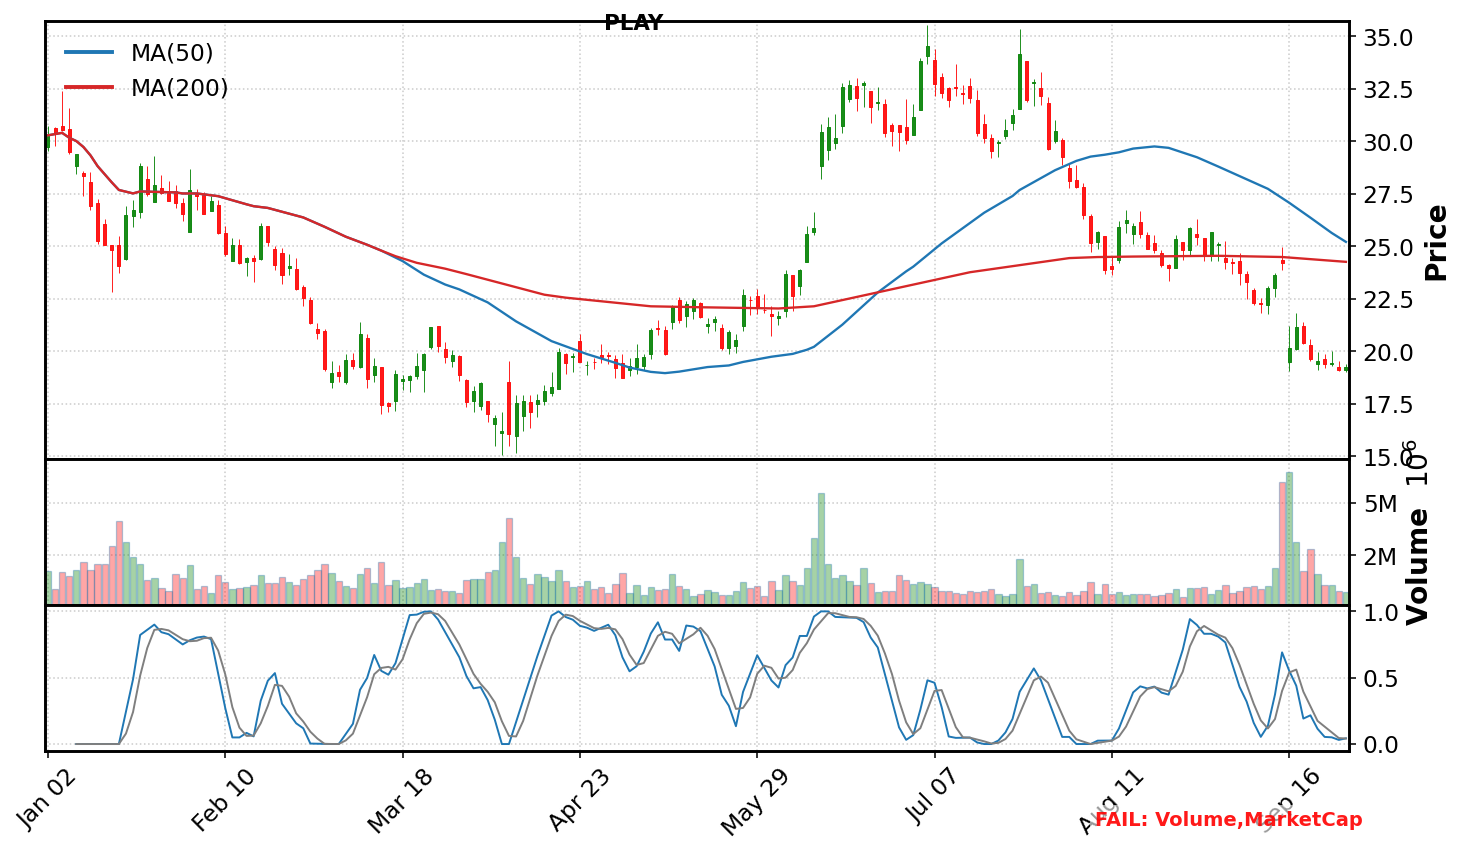 PLAY
MA(50)
MA(200)
35.0
32.5
30.0
27.5
25.0
22.5
20.0
17.5
15.0
Price
10^6
5M
2M
Volume
1.0
0.5
0.0
Jan 02
Feb 10
Mar 18
Apr 23
May 29
Jul 07
Aug 11
Sep 16
FAIL: Volume,MarketCap